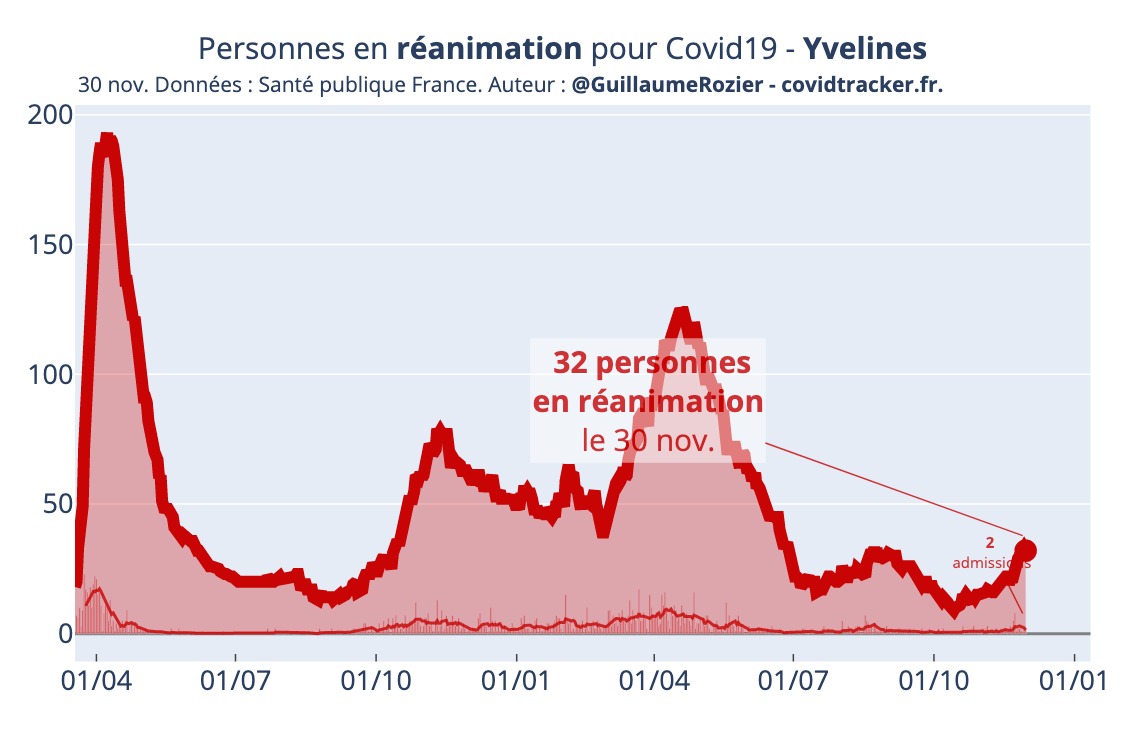 Personnes en réanimation pour Covid19 - Yvelines
30 nov. Données : Santé publique France. Auteur : @GuillaumeRozier - covidtracker.fr.
200
150
100
50
0
32 personnes
en réanimation
le 30 nov.
2
admissions
01/04 01/07 01/10 01/01 01/04 01/07 01/10 01/01